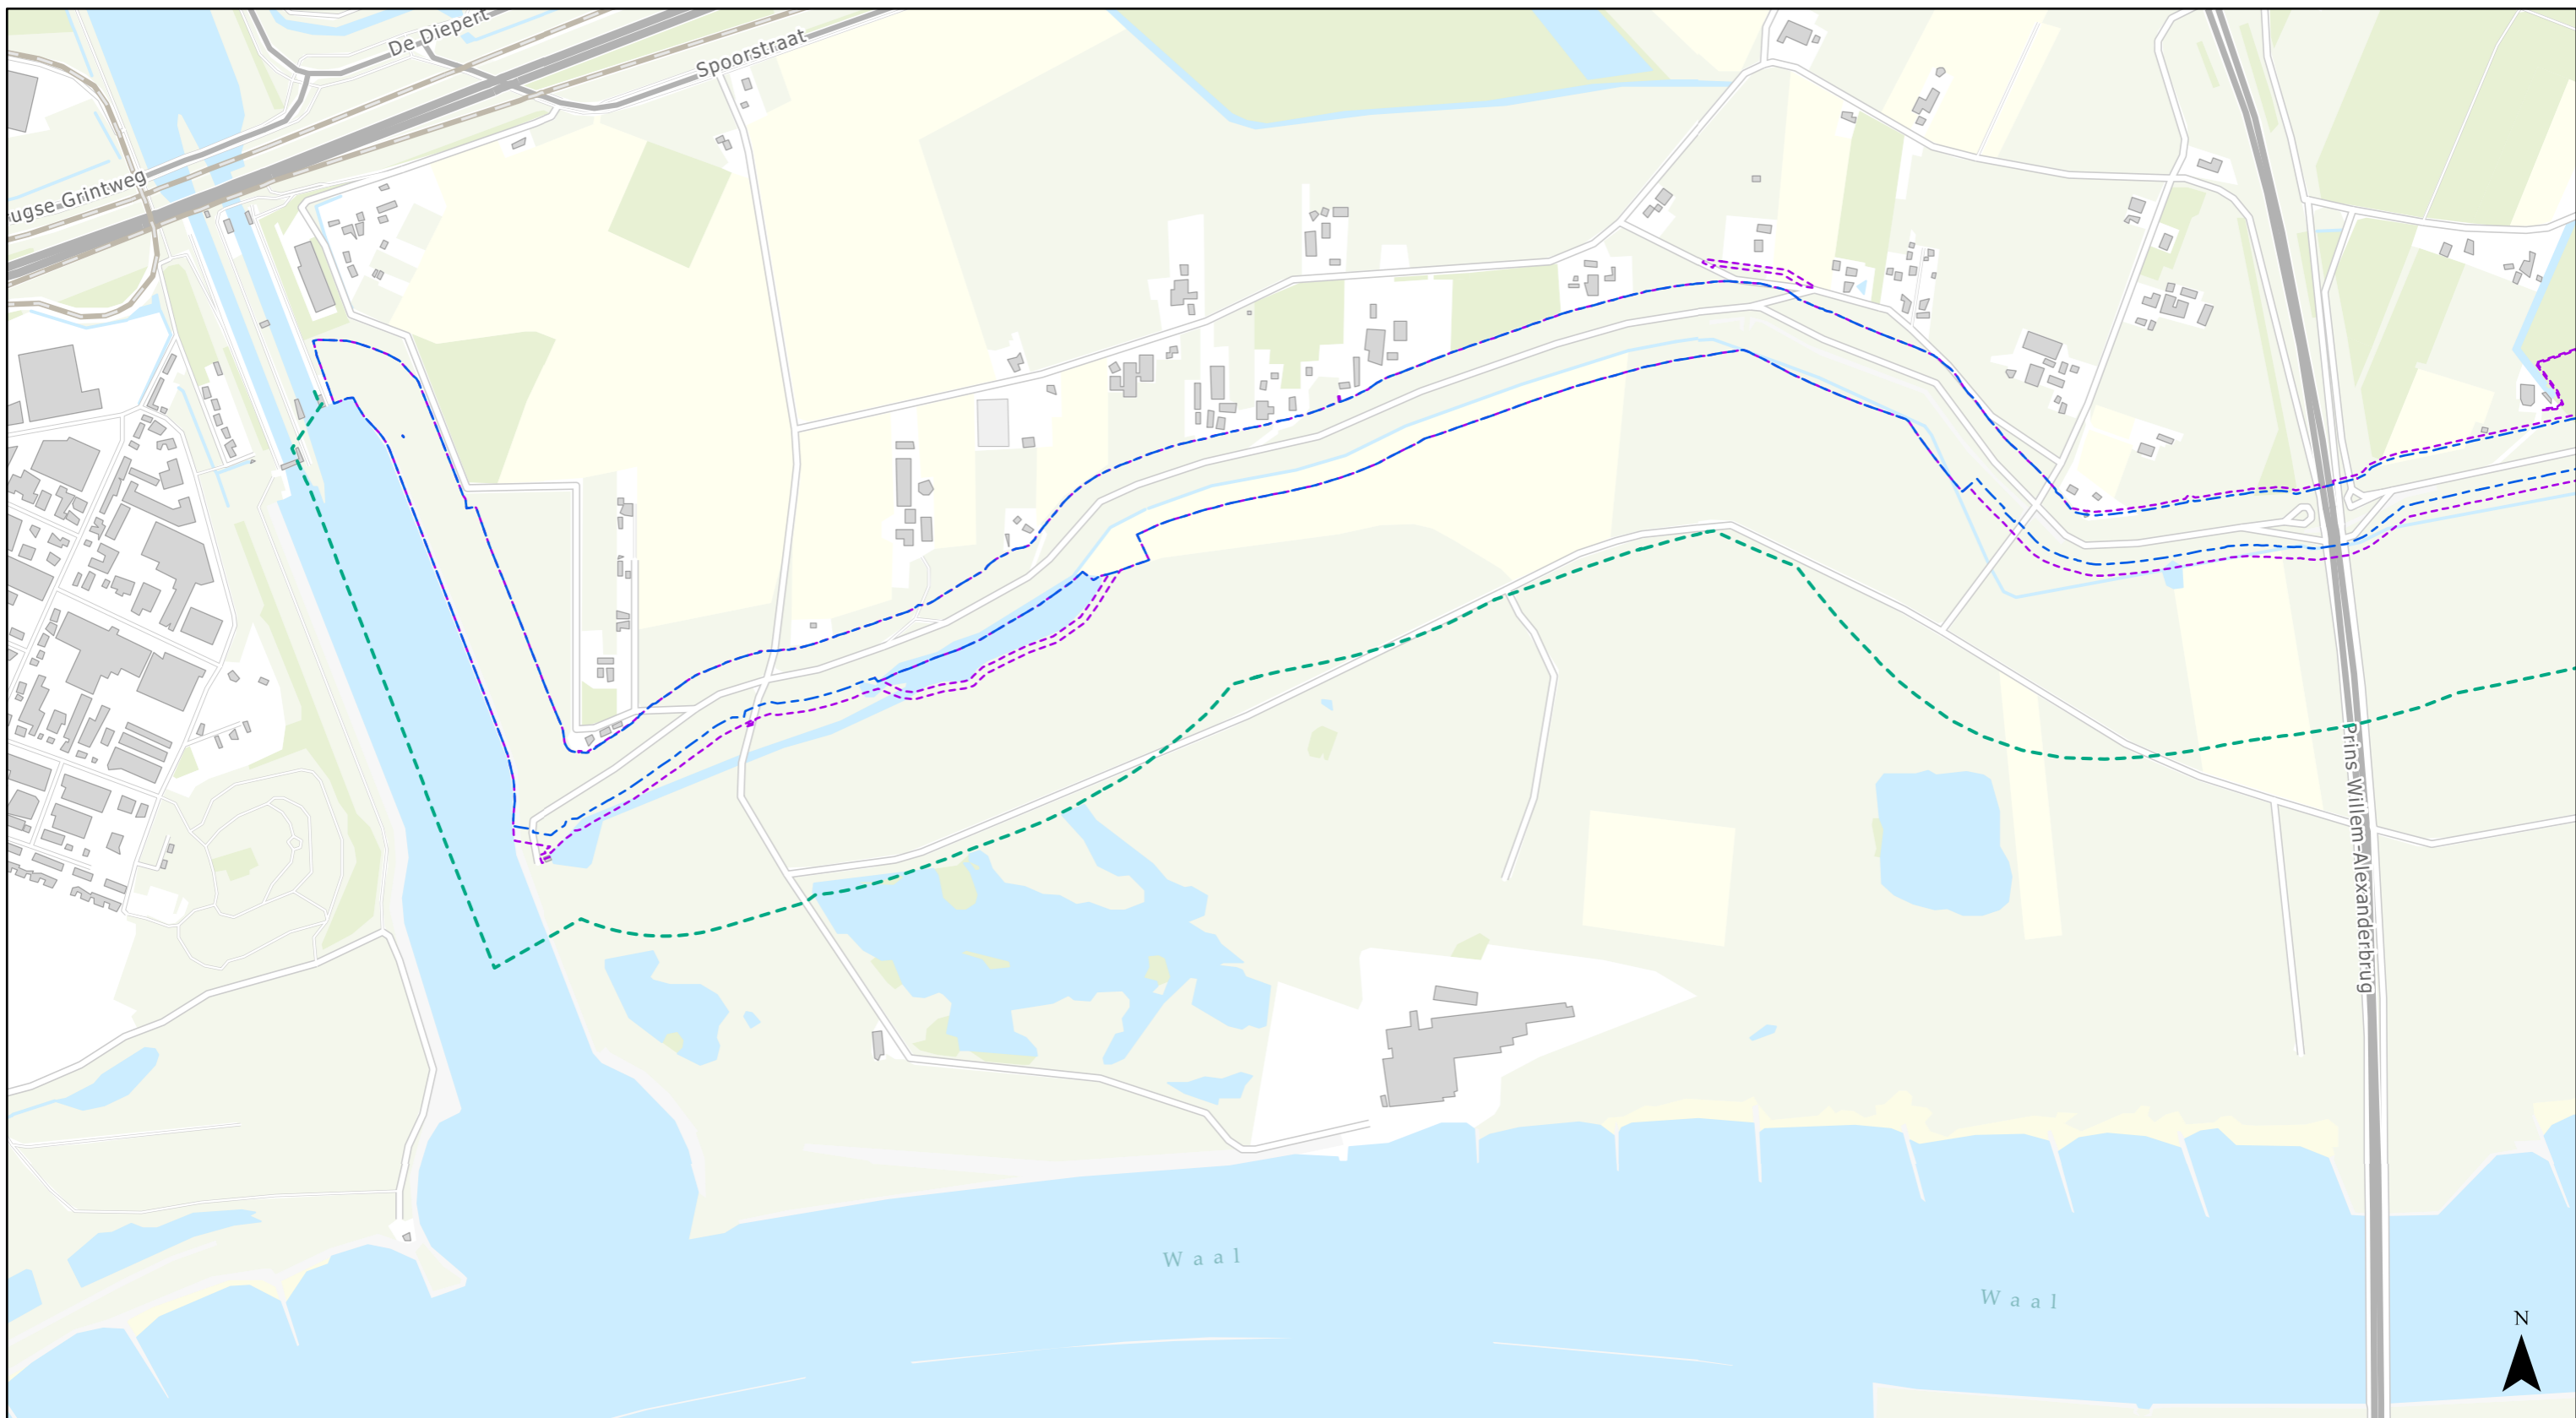 De Diepert
Spoorstraat
ugse Grintweg
Prins Willem-Alexanderbrug
Waal
Waal
N